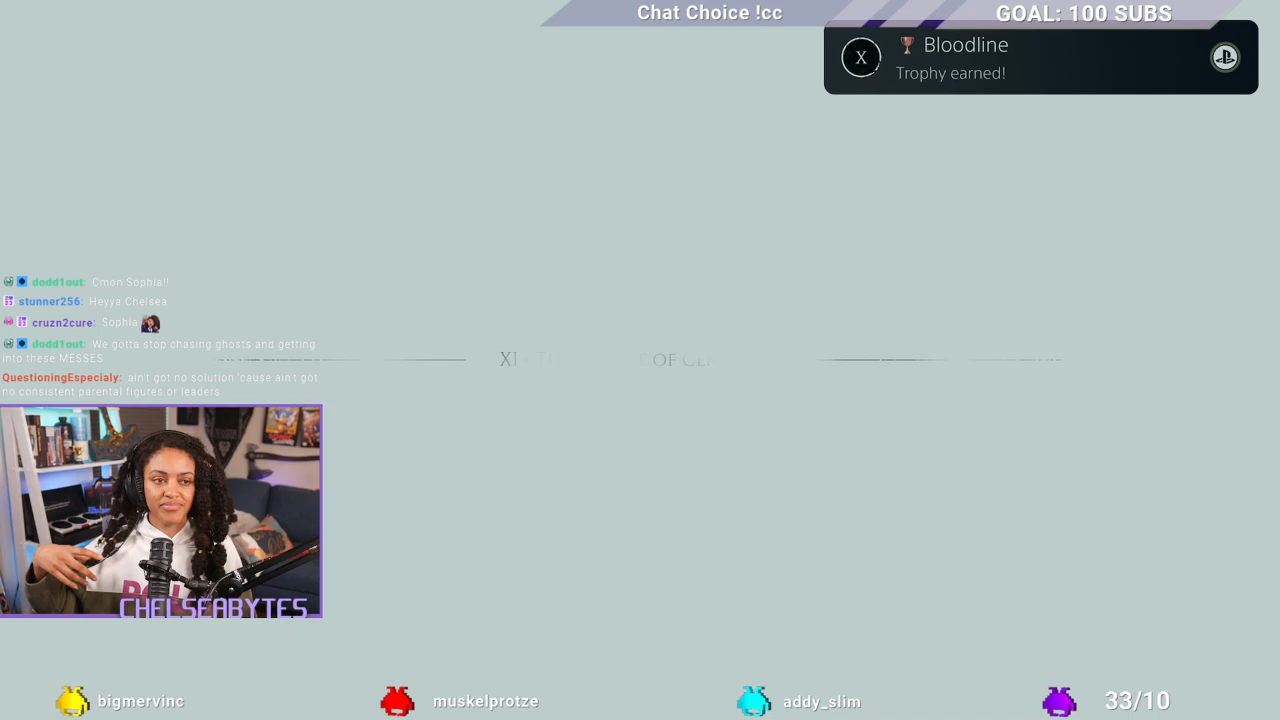 Chat Choice !cc
GOAL: 100 SUBS
X
Bloodline
Trophy earned!
dodd1out: Cmon Sophia!!
stunner256: Heyya Chelsea
cruzn2cure: Sophia
dodd1out: We gotta stop chasing ghosts and getting
into these MESSES
QuestioningEspecialy: ain't got no solution 'cause ain't got
no consistent parental figures or leaders
OF
CHELSEABYTES
bigmervinc
muskelprotze
addy_slim
33/10